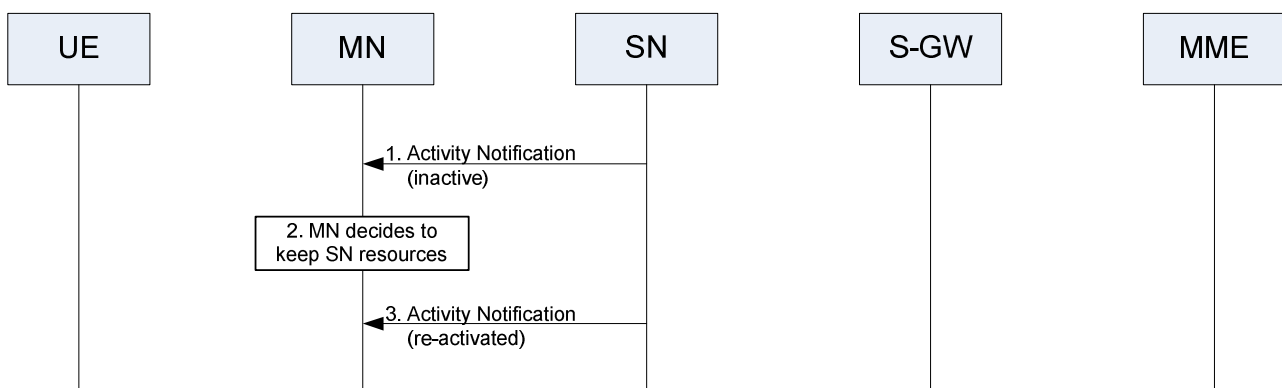 UE
MN
SN
S-GW
MME
1. Activity Notification
(inactive)
2. MN decides to
keep SN resources
3. Activity Notification
(re-activated)